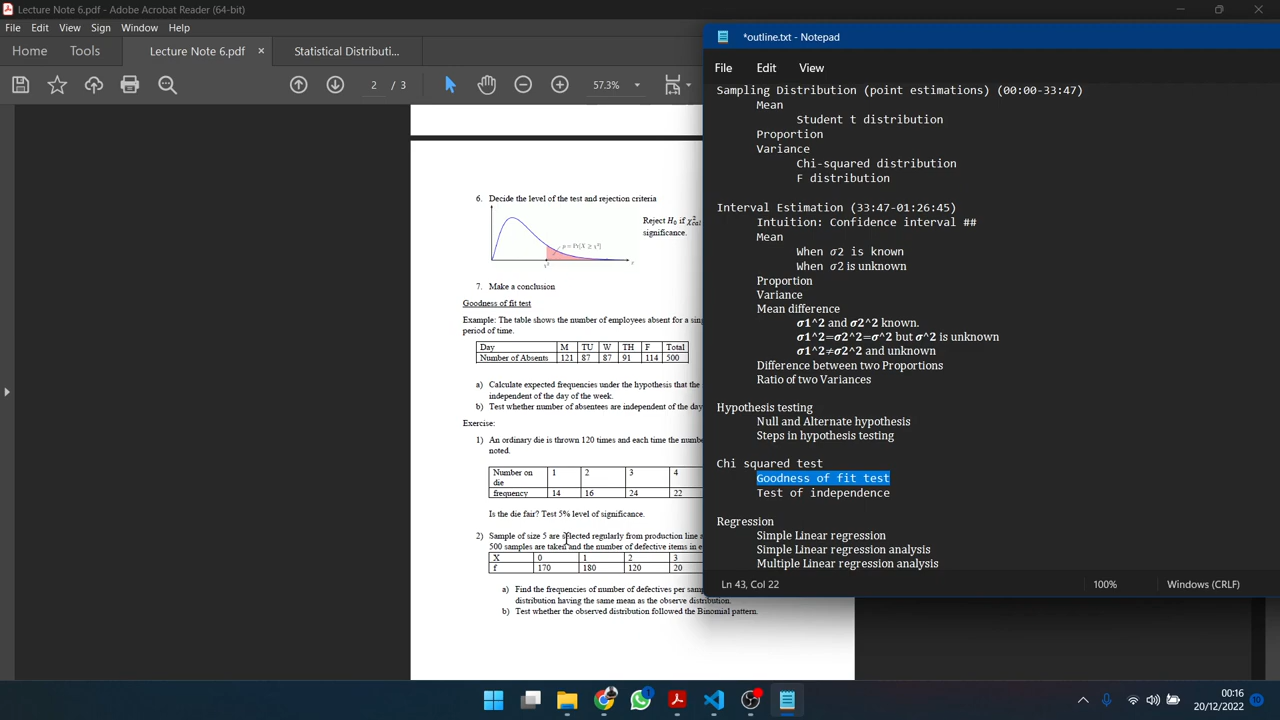 Lecture Note 6.pdf - Adobe Acrobat Reader (64-bit)
File Edit View Sign Window Help
Home Tools Lecture Note 6.pdf × Statistical Distributi...
2 / 3 57.3%
6. Decide the level of the test and rejection criteria
Reject H₀ if χ²cal
significance.
p = Pr[X ≥ χ²]
χ² x
7. Make a conclusion
Goodness of fit test
Example: The table shows the number of employees absent for a sin
period of time.
Day M TU W TH F Total
Number of Absents 121 87 87 91 114 500
a) Calculate expected frequencies under the hypothesis that the
independent of the day of the week.
b) Test whether number of absentees are independent of the day
Exercise:
1) An ordinary die is thrown 120 times and each time the numbe
noted.
Number on die 1 2 3 4
frequency 14 16 24 22
Is the die fair? Test 5% level of significance.
2) Sample of size 5 are selected regularly from production line a
500 samples are taken and the number of defective items in e
X 0 1 2 3
f 170 180 120 20
a) Find the frequencies of number of defectives per sam
distribution having the same mean as the observe distribution.
b) Test whether the observed distribution followed the Binomial pattern.
*outline.txt - Notepad
File Edit View
Sampling Distribution (point estimations) (00:00-33:47)
Mean
Student t distribution
Proportion
Variance
Chi-squared distribution
F distribution
Interval Estimation (33:47-01:26:45)
Intuition: Confidence interval ##
Mean
When σ2 is known
When σ2 is unknown
Proportion
Variance
Mean difference
σ1^2 and σ2^2 known.
σ1^2=σ2^2=σ^2 but σ^2 is unknown
σ1^2≠σ2^2 and unknown
Difference between two Proportions
Ratio of two Variances
Hypothesis testing
Null and Alternate hypothesis
Steps in hypothesis testing
Chi squared test
Goodness of fit test
Test of independence
Regression
Simple Linear regression
Simple Linear regression analysis
Multiple Linear regression analysis
Ln 43, Col 22 100% Windows (CRLF)
00:16
20/12/2022